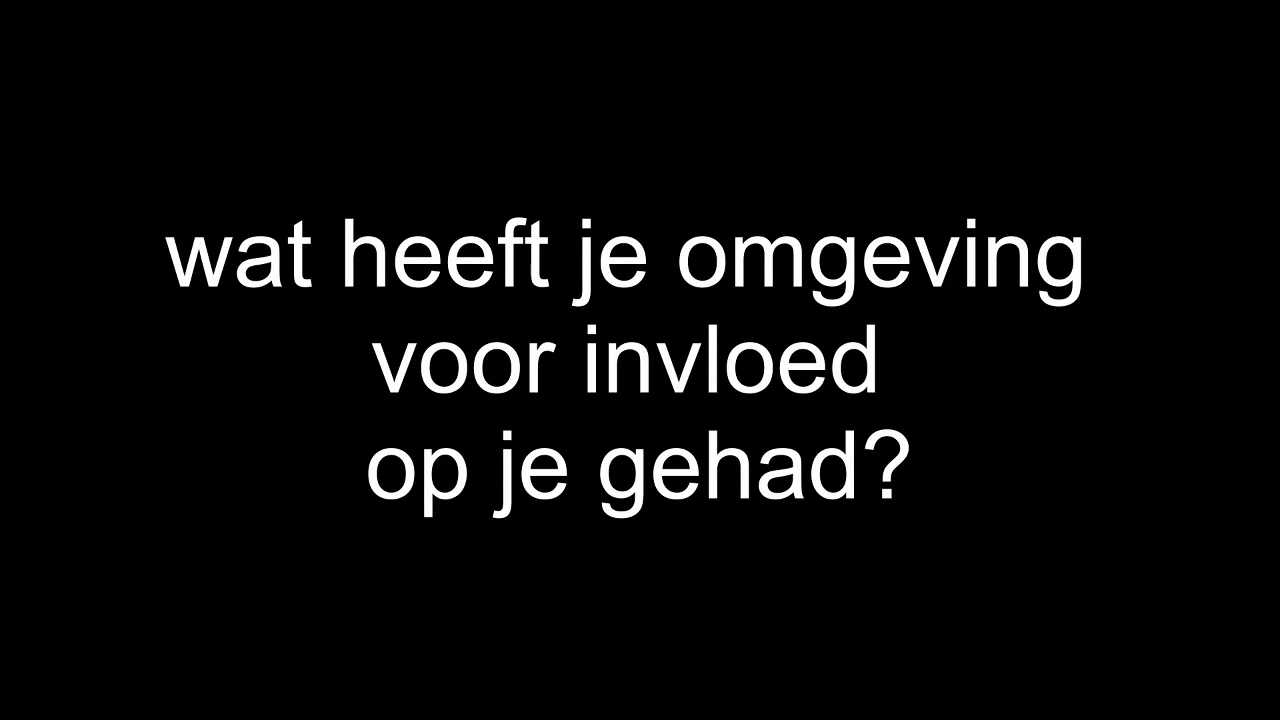 wat heeft je omgeving
voor invloed
op je gehad?